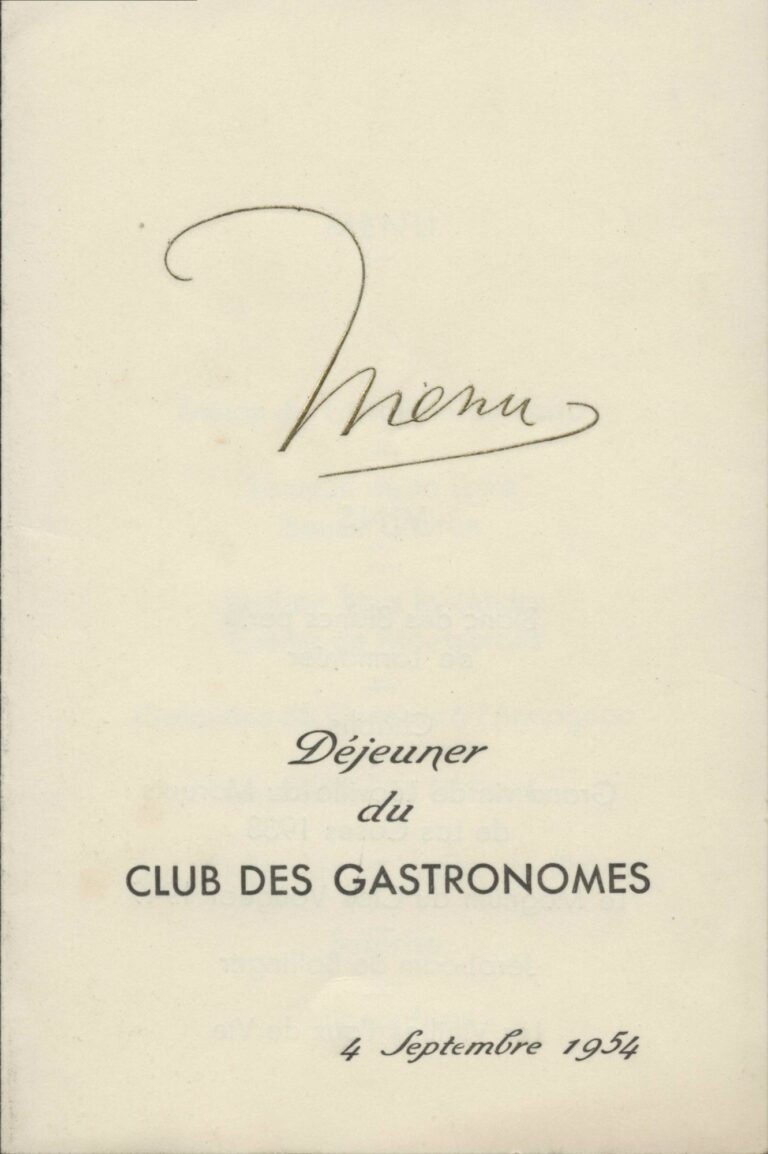 Menu
Déjeuner
du
CLUB DES GASTRONOMES
4 Septembre 1954